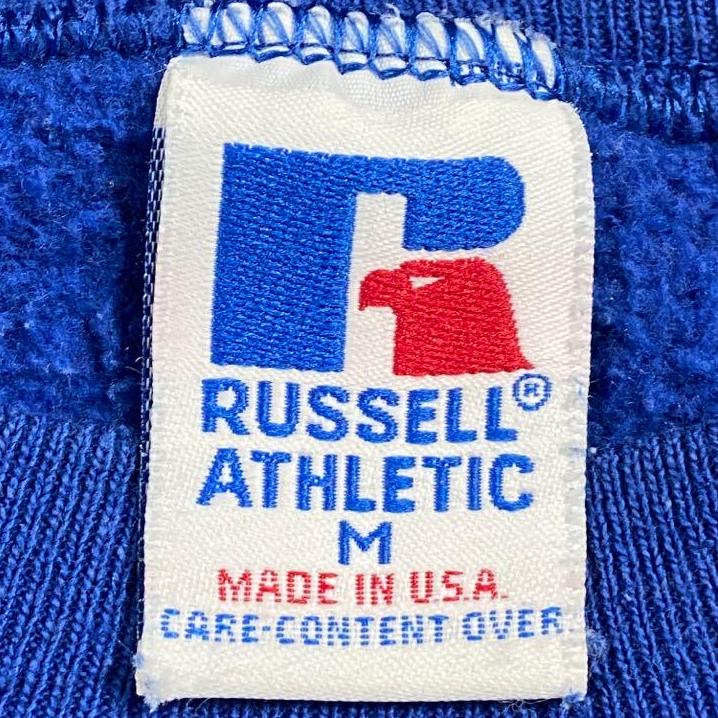 RUSSELL®
ATHLETIC
M
MADE IN U.S.A.
CARE-CONTENT OVER